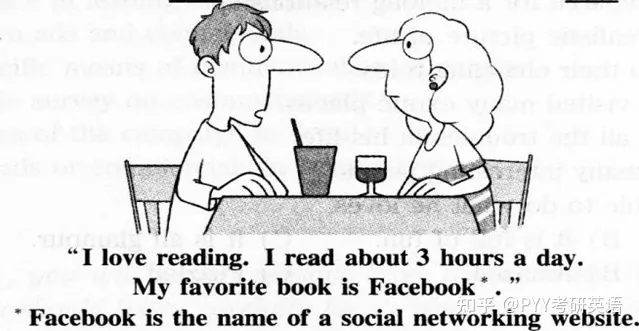 “I love reading. I read about 3 hours a day.
My favorite book is Facebook*.”
知乎 @PYY考研英语
* Facebook is the name of a social networking website.